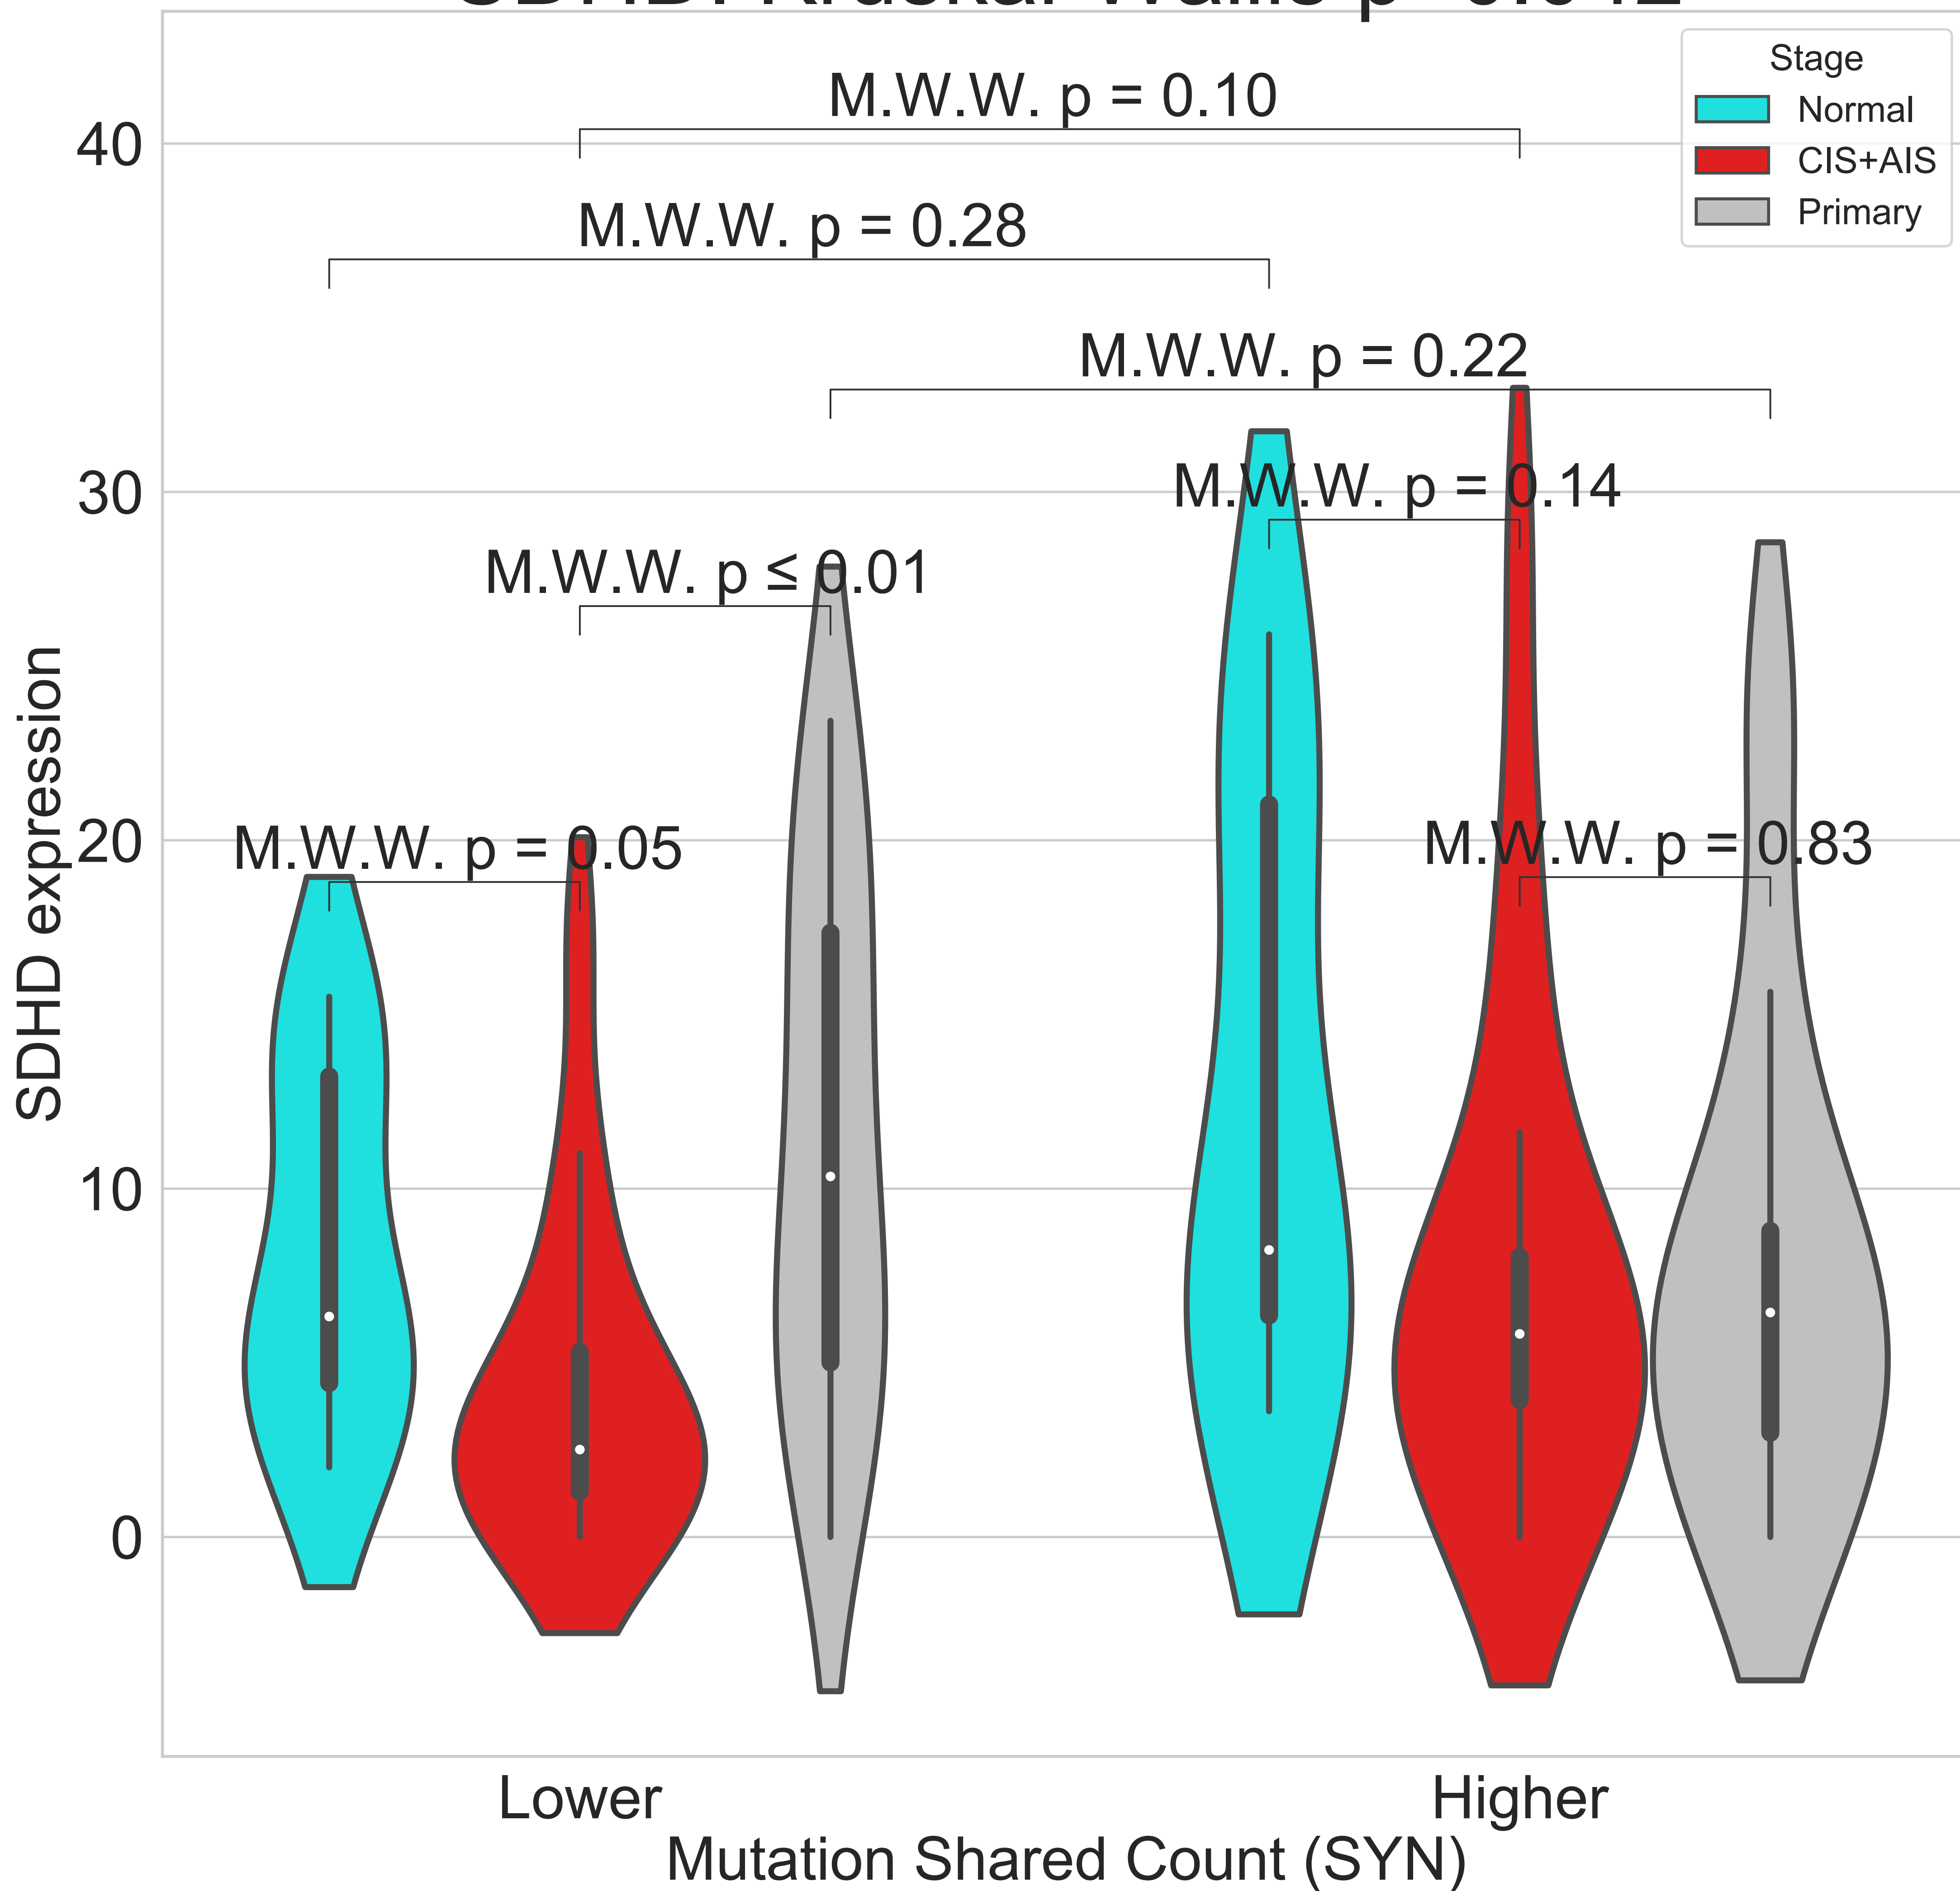 Stage
Normal
CIS+AIS
Primary
M.W.W. p = 0.10
M.W.W. p = 0.28
M.W.W. p = 0.22
M.W.W. p = 0.14
M.W.W. p ≤ 0.01
M.W.W. p = 0.05
M.W.W. p = 0.83
40
30
20
10
0
SDHD expression
Lower
Higher
Mutation Shared Count (SYN)